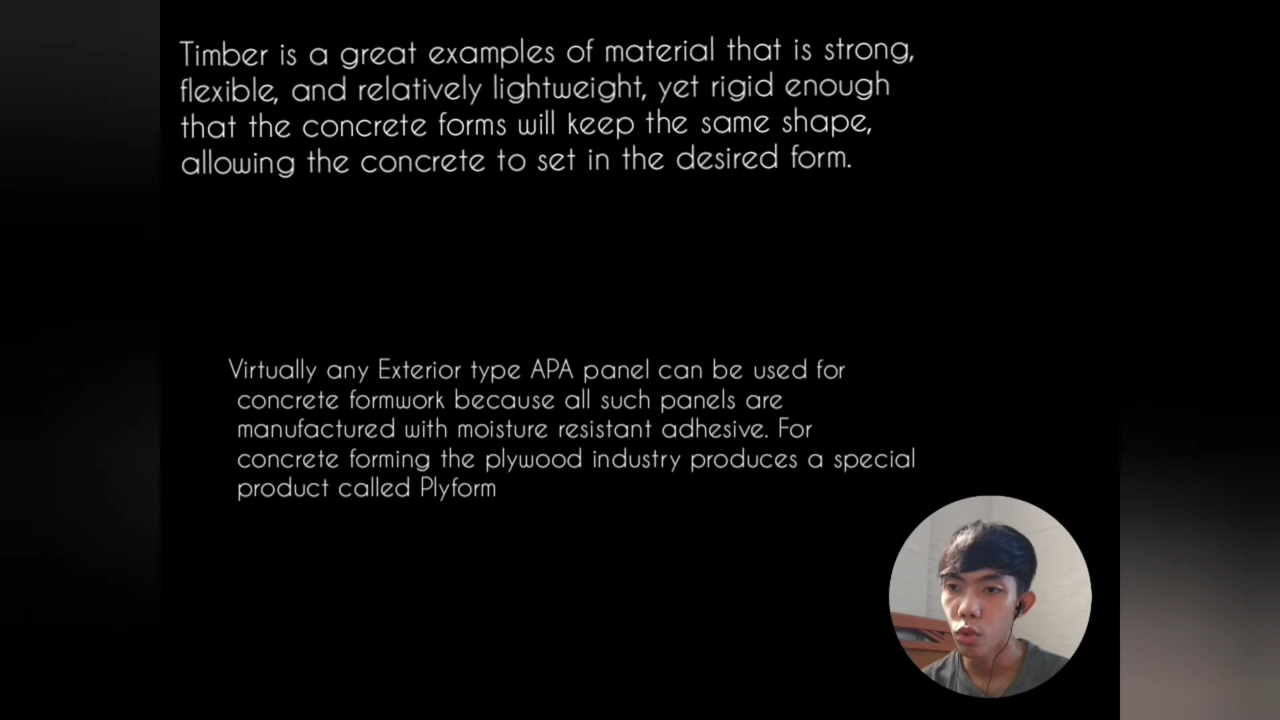 Timber is a great examples of material that is strong,
flexible, and relatively lightweight, yet rigid enough
that the concrete forms will keep the same shape,
allowing the concrete to set in the desired form.
Virtually any Exterior type APA panel can be used for
concrete formwork because all such panels are
manufactured with moisture resistant adhesive. For
concrete forming the plywood industry produces a special
product called Plyform